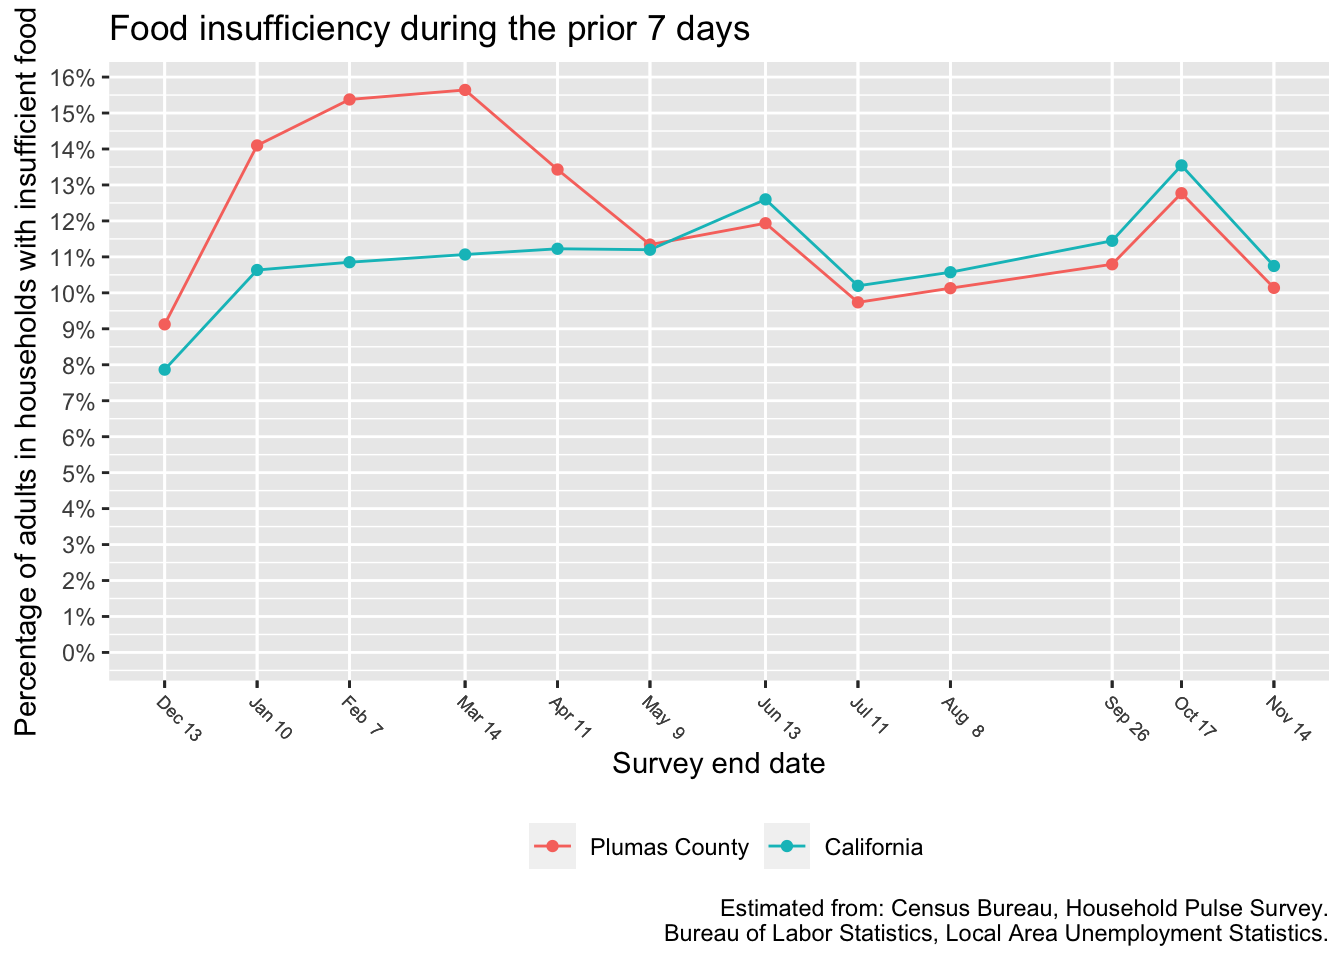 Food insufficiency during the prior 7 days
Percentage of adults in households with insufficient food
16%
15%
14%
13%
12%
11%
10%
9%
8%
7%
6%
5%
4%
3%
2%
1%
0%
Dec 13
Jan 10
Feb 7
Mar 14
Apr 11
May 9
Jun 13
Jul 11
Aug 8
Sep 26
Oct 17
Nov 14
Survey end date
Plumas County
California
Estimated from: Census Bureau, Household Pulse Survey.
Bureau of Labor Statistics, Local Area Unemployment Statistics.